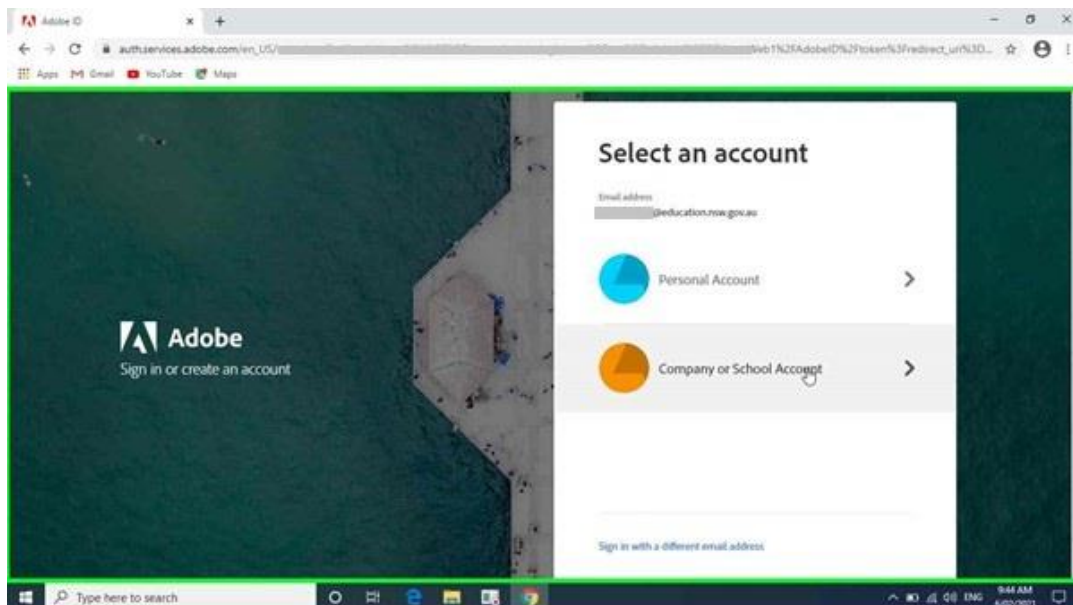 Adobe ID
auth.services.adobe.com/en_US/
Apps M Gmail YouTube Maps
Select an account
Email address
@education.nsw.gov.au
Personal Account
Adobe
Sign in or create an account
Company or School Account
Sign in with a different email address
Type here to search
ENG
9:44 AM